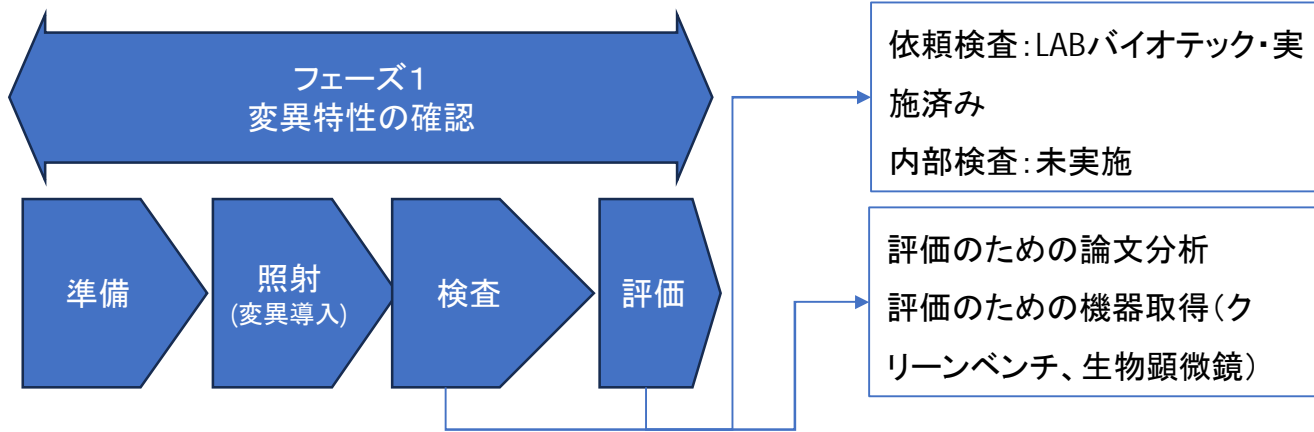 フェーズ1
変異特性の確認
準備
照射
(変異導入)
検査
評価
依頼検査:LABバイオテック・実
施済み
内部検査:未実施
評価のための論文分析
評価のための機器取得(ク
リーンベンチ、生物顕微鏡)